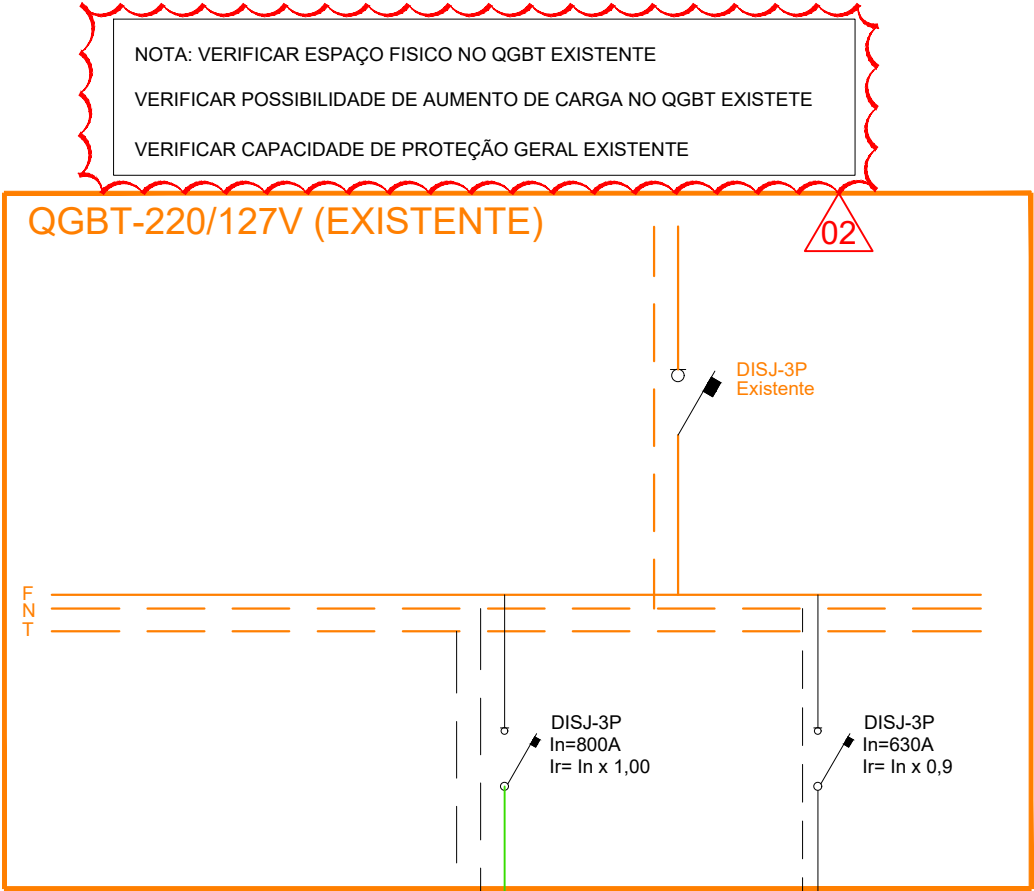 NOTA: VERIFICAR ESPAÇO FISICO NO QGBT EXISTENTE
VERIFICAR POSSIBILIDADE DE AUMENTO DE CARGA NO QGBT EXISTETE
VERIFICAR CAPACIDADE DE PROTEÇÃO GERAL EXISTENTE
QGBT-220/127V (EXISTENTE)
02
DISJ-3P
Existente
F
N
T
DISJ-3P
In=800A
Ir= In x 1,00
DISJ-3P
In=630A
Ir= In x 0,9